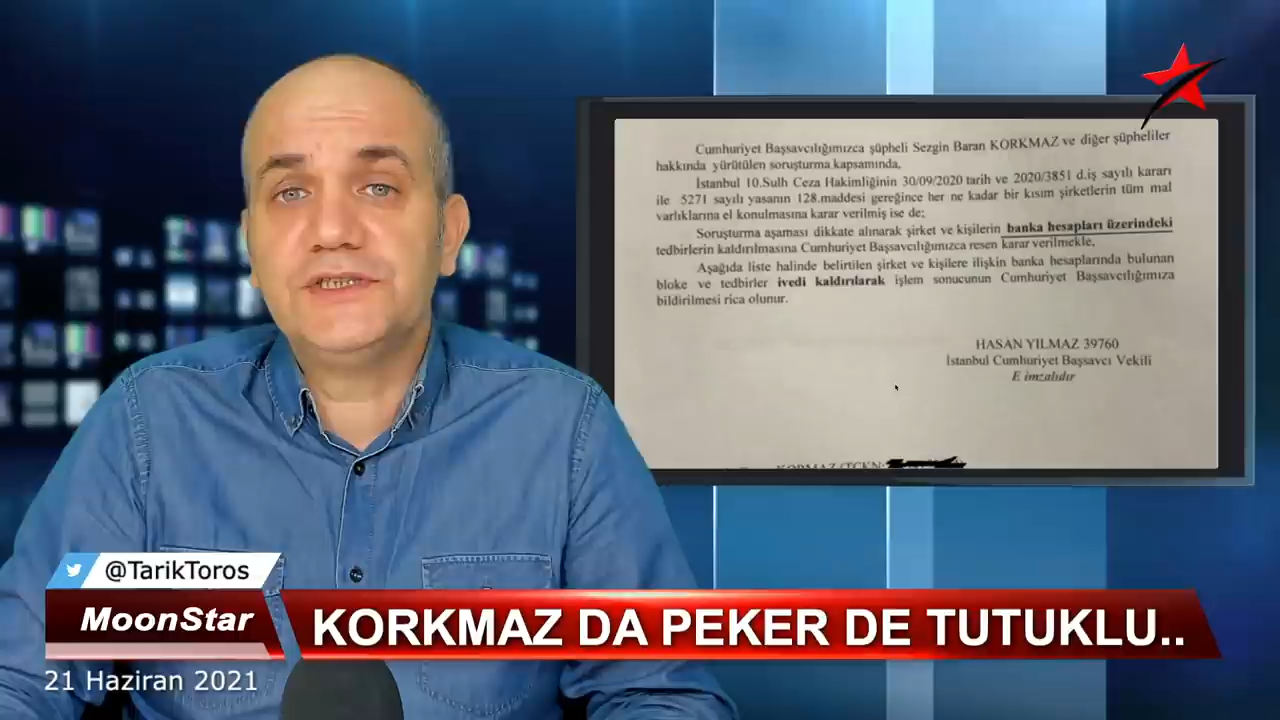 Cumhuriyet Başsavcılığımızca şüpheli Sezgin Baran KORKMAZ ve diğer şüpheliler
hakkında yürütülen soruşturma kapsamında,
İstanbul 10.Sulh Ceza Hakimliğinin 30/09/2020 tarih ve 2020/3851 d.iş sayılı kararı
ile 5271 sayılı yasanın 128.maddesi gereğince her ne kadar bir kısım şirketlerin tüm mal
varlıklarına el konulmasına karar verilmiş ise de;
Soruşturma aşaması dikkate alınarak şirket ve kişilerin banka hesapları üzerindeki
tedbirlerin kaldırılmasına Cumhuriyet Başsavcılığımızca resen karar verilmekle,
Aşağıda liste halinde belirtilen şirket ve kişilere ilişkin banka hesaplarında bulunan
bloke ve tedbirler ivedi kaldırılarak işlem sonucunun Cumhuriyet Başsavcılığımıza
bildirilmesi rica olunur.
HASAN YILMAZ 39760
İstanbul Cumhuriyet Başsavcı Vekili
E imzalıdır
KORKMAZ (TCKN:
@TarikToros
MoonStar
KORKMAZ DA PEKER DE TUTUKLU..
21 Haziran 2021